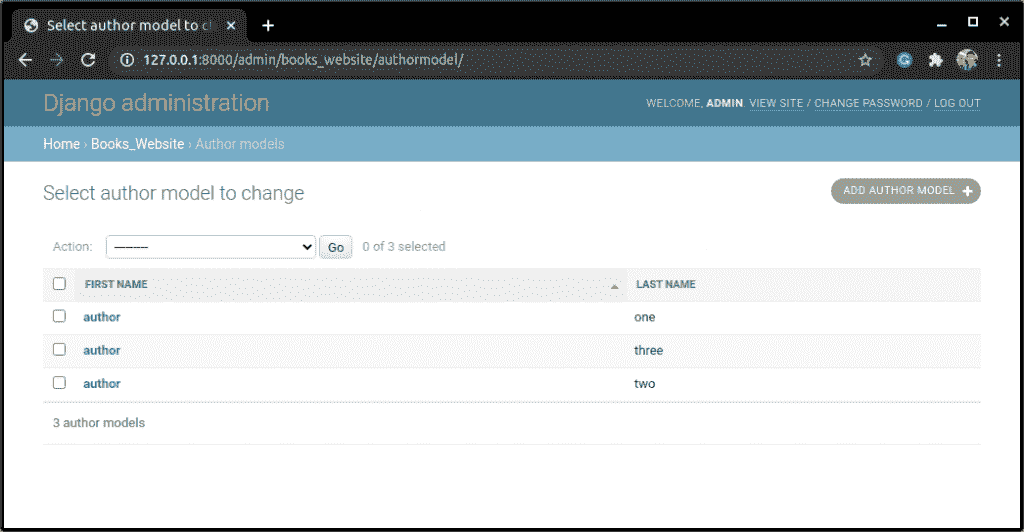 Select author model to c
127.0.0.1:8000/admin/books_website/authormodel/
Django administration
WELCOME, ADMIN. VIEW SITE / CHANGE PASSWORD / LOG OUT
Home › Books_Website › Author models
Select author model to change
ADD AUTHOR MODEL +
Action: --------- Go 0 of 3 selected
FIRST NAME LAST NAME
author one
author three
author two
3 author models